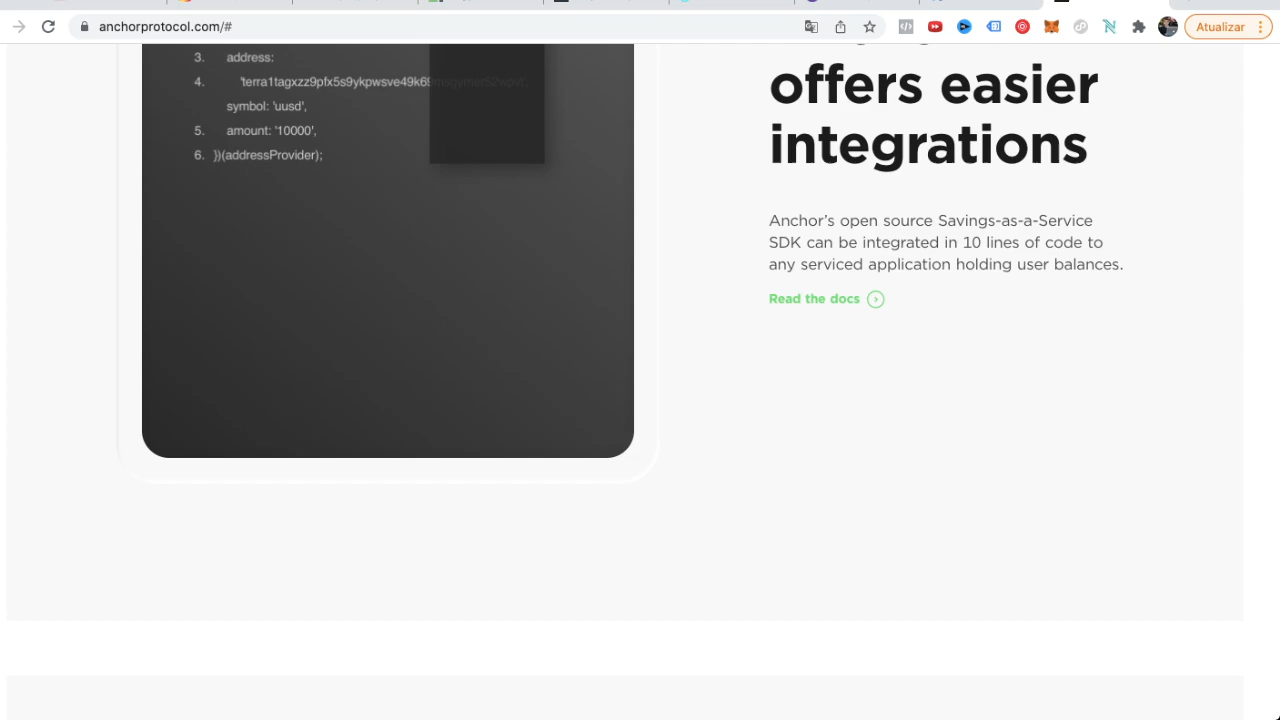 anchorprotocol.com/#
Atualizar
3. address:
4. 'terra1tagxzz9pfx5s9ykpwsve49k69
symbol: 'uusd',
5. amount: '10000',
6. })(addressProvider);
offers easier
integrations
Anchor’s open source Savings-as-a-Service
SDK can be integrated in 10 lines of code to
any serviced application holding user balances.
Read the docs